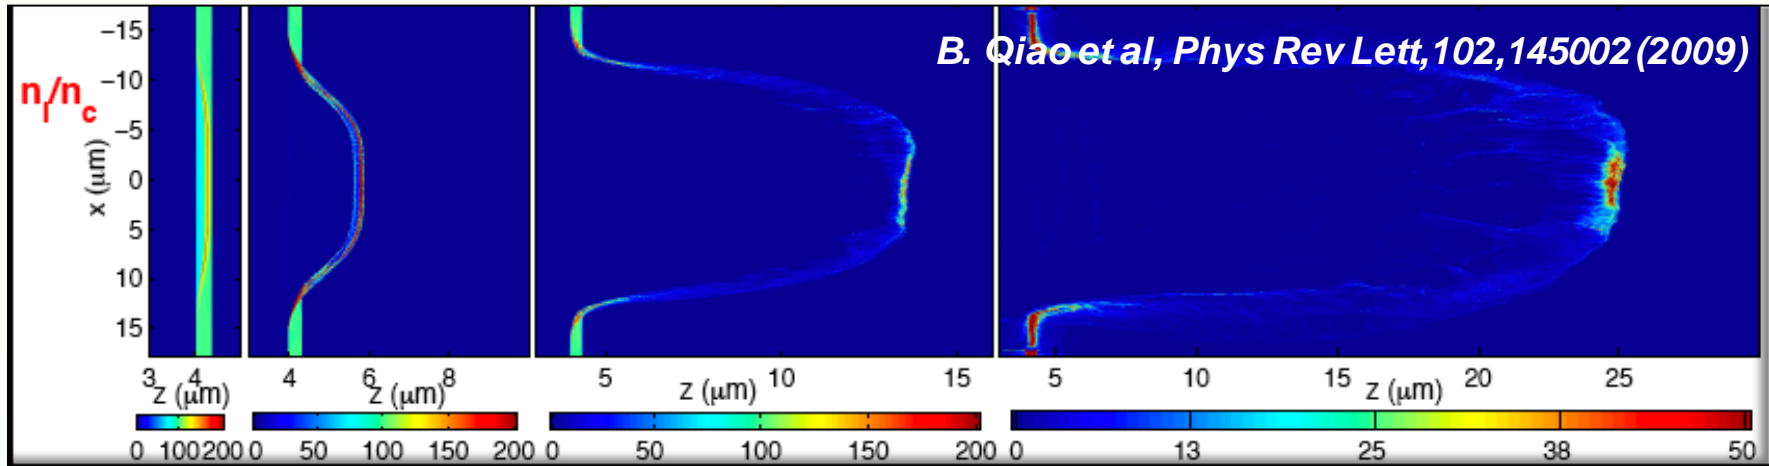 B. Qiao et al, Phys Rev Lett,102,145002 (2009)
n_I/n_c
x (μm)
−15
−10
−5
0
5
10
15
3 4
z (μm)
4 6 8
z (μm)
5 10 15
z (μm)
5 10 15 20 25
z (μm)
0 100 200
0 50 100 150 200
0 50 100 150 200
0 13 25 38 50